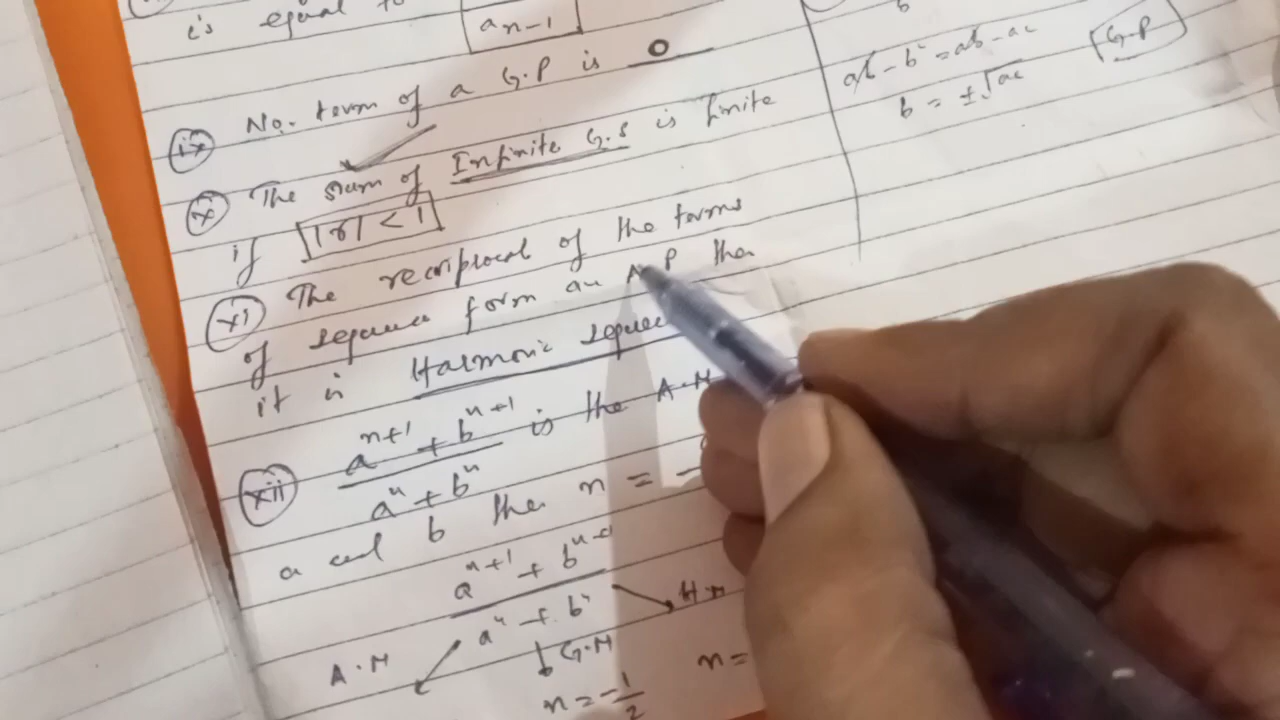 is equal to
an-1
ix No. term of a G.P is 0
x The sum of Infinite G.S is finite
if |r| < 1
xi The reciprocal of the terms
of sequence form an A P then
it is Harmonic
xii a^{n+1} + b^{n+1} is the A.M
a^n + b^n
a and b then n =
a^{n+1} + b^{n+1}
a^n + b^n
H.M
A.M
G.M
n =
n = -1/2
b
ab - b² = ab - ac
b = ±√ac
G.P